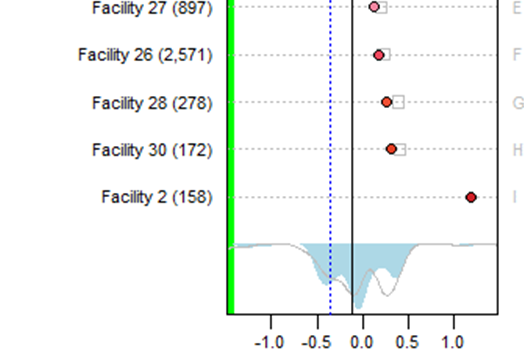 Facility 27 (897) E
Facility 26 (2,571) F
Facility 28 (278) G
Facility 30 (172) H
Facility 2 (158) I
-1.0 -0.5 0.0 0.5 1.0